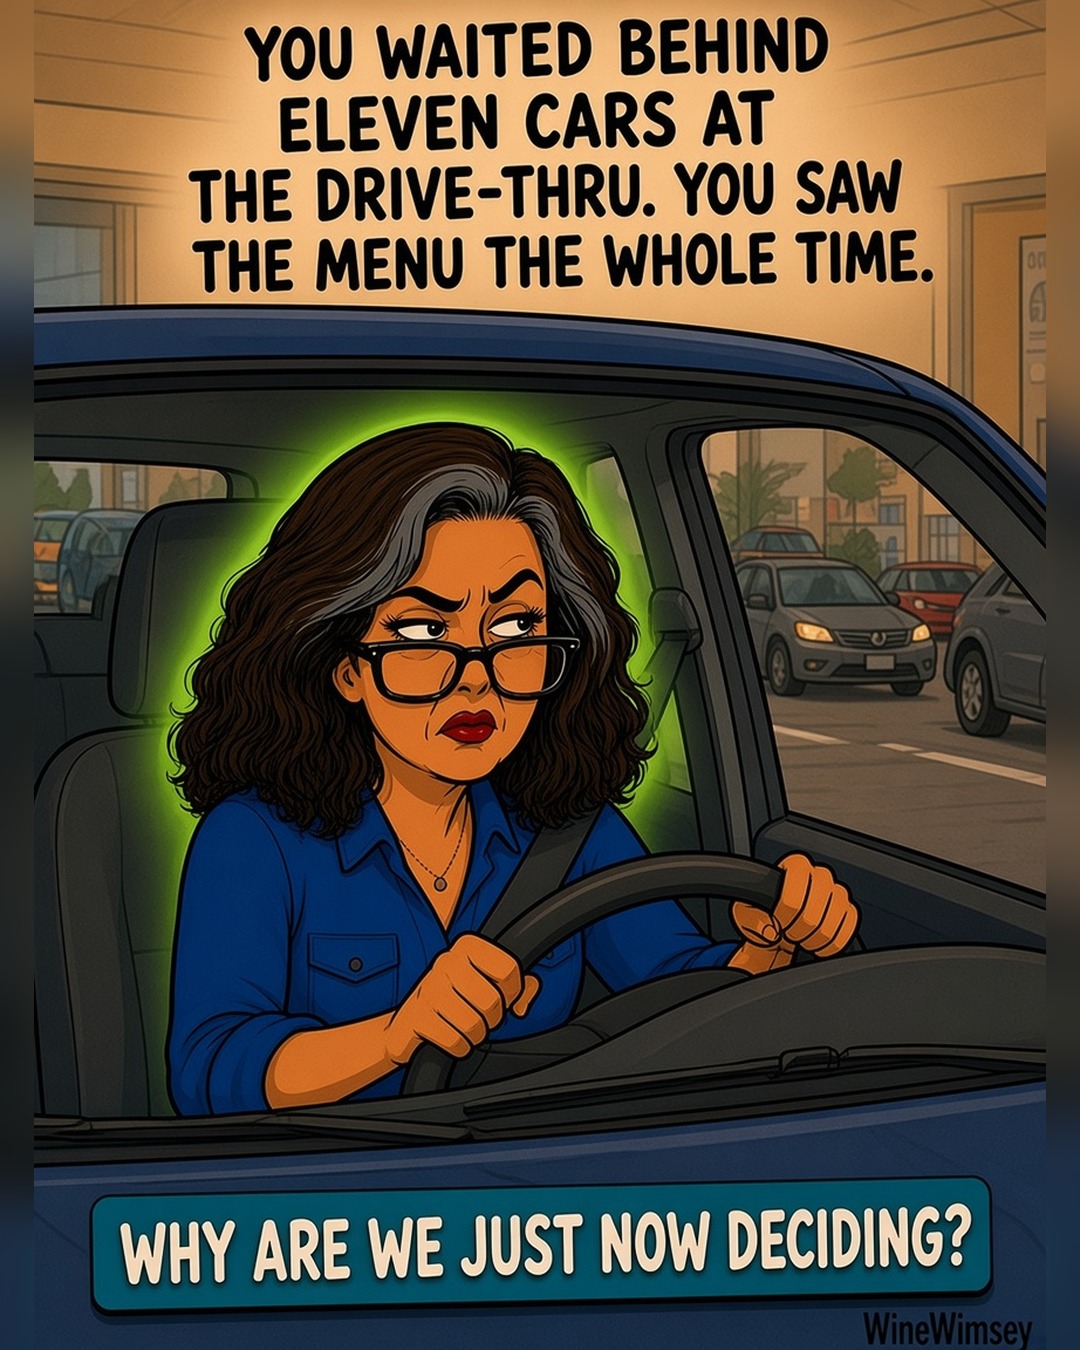 YOU WAITED BEHIND
ELEVEN CARS AT
THE DRIVE-THRU. YOU SAW
THE MENU THE WHOLE TIME.
WHY ARE WE JUST NOW DECIDING?
WineWimsey